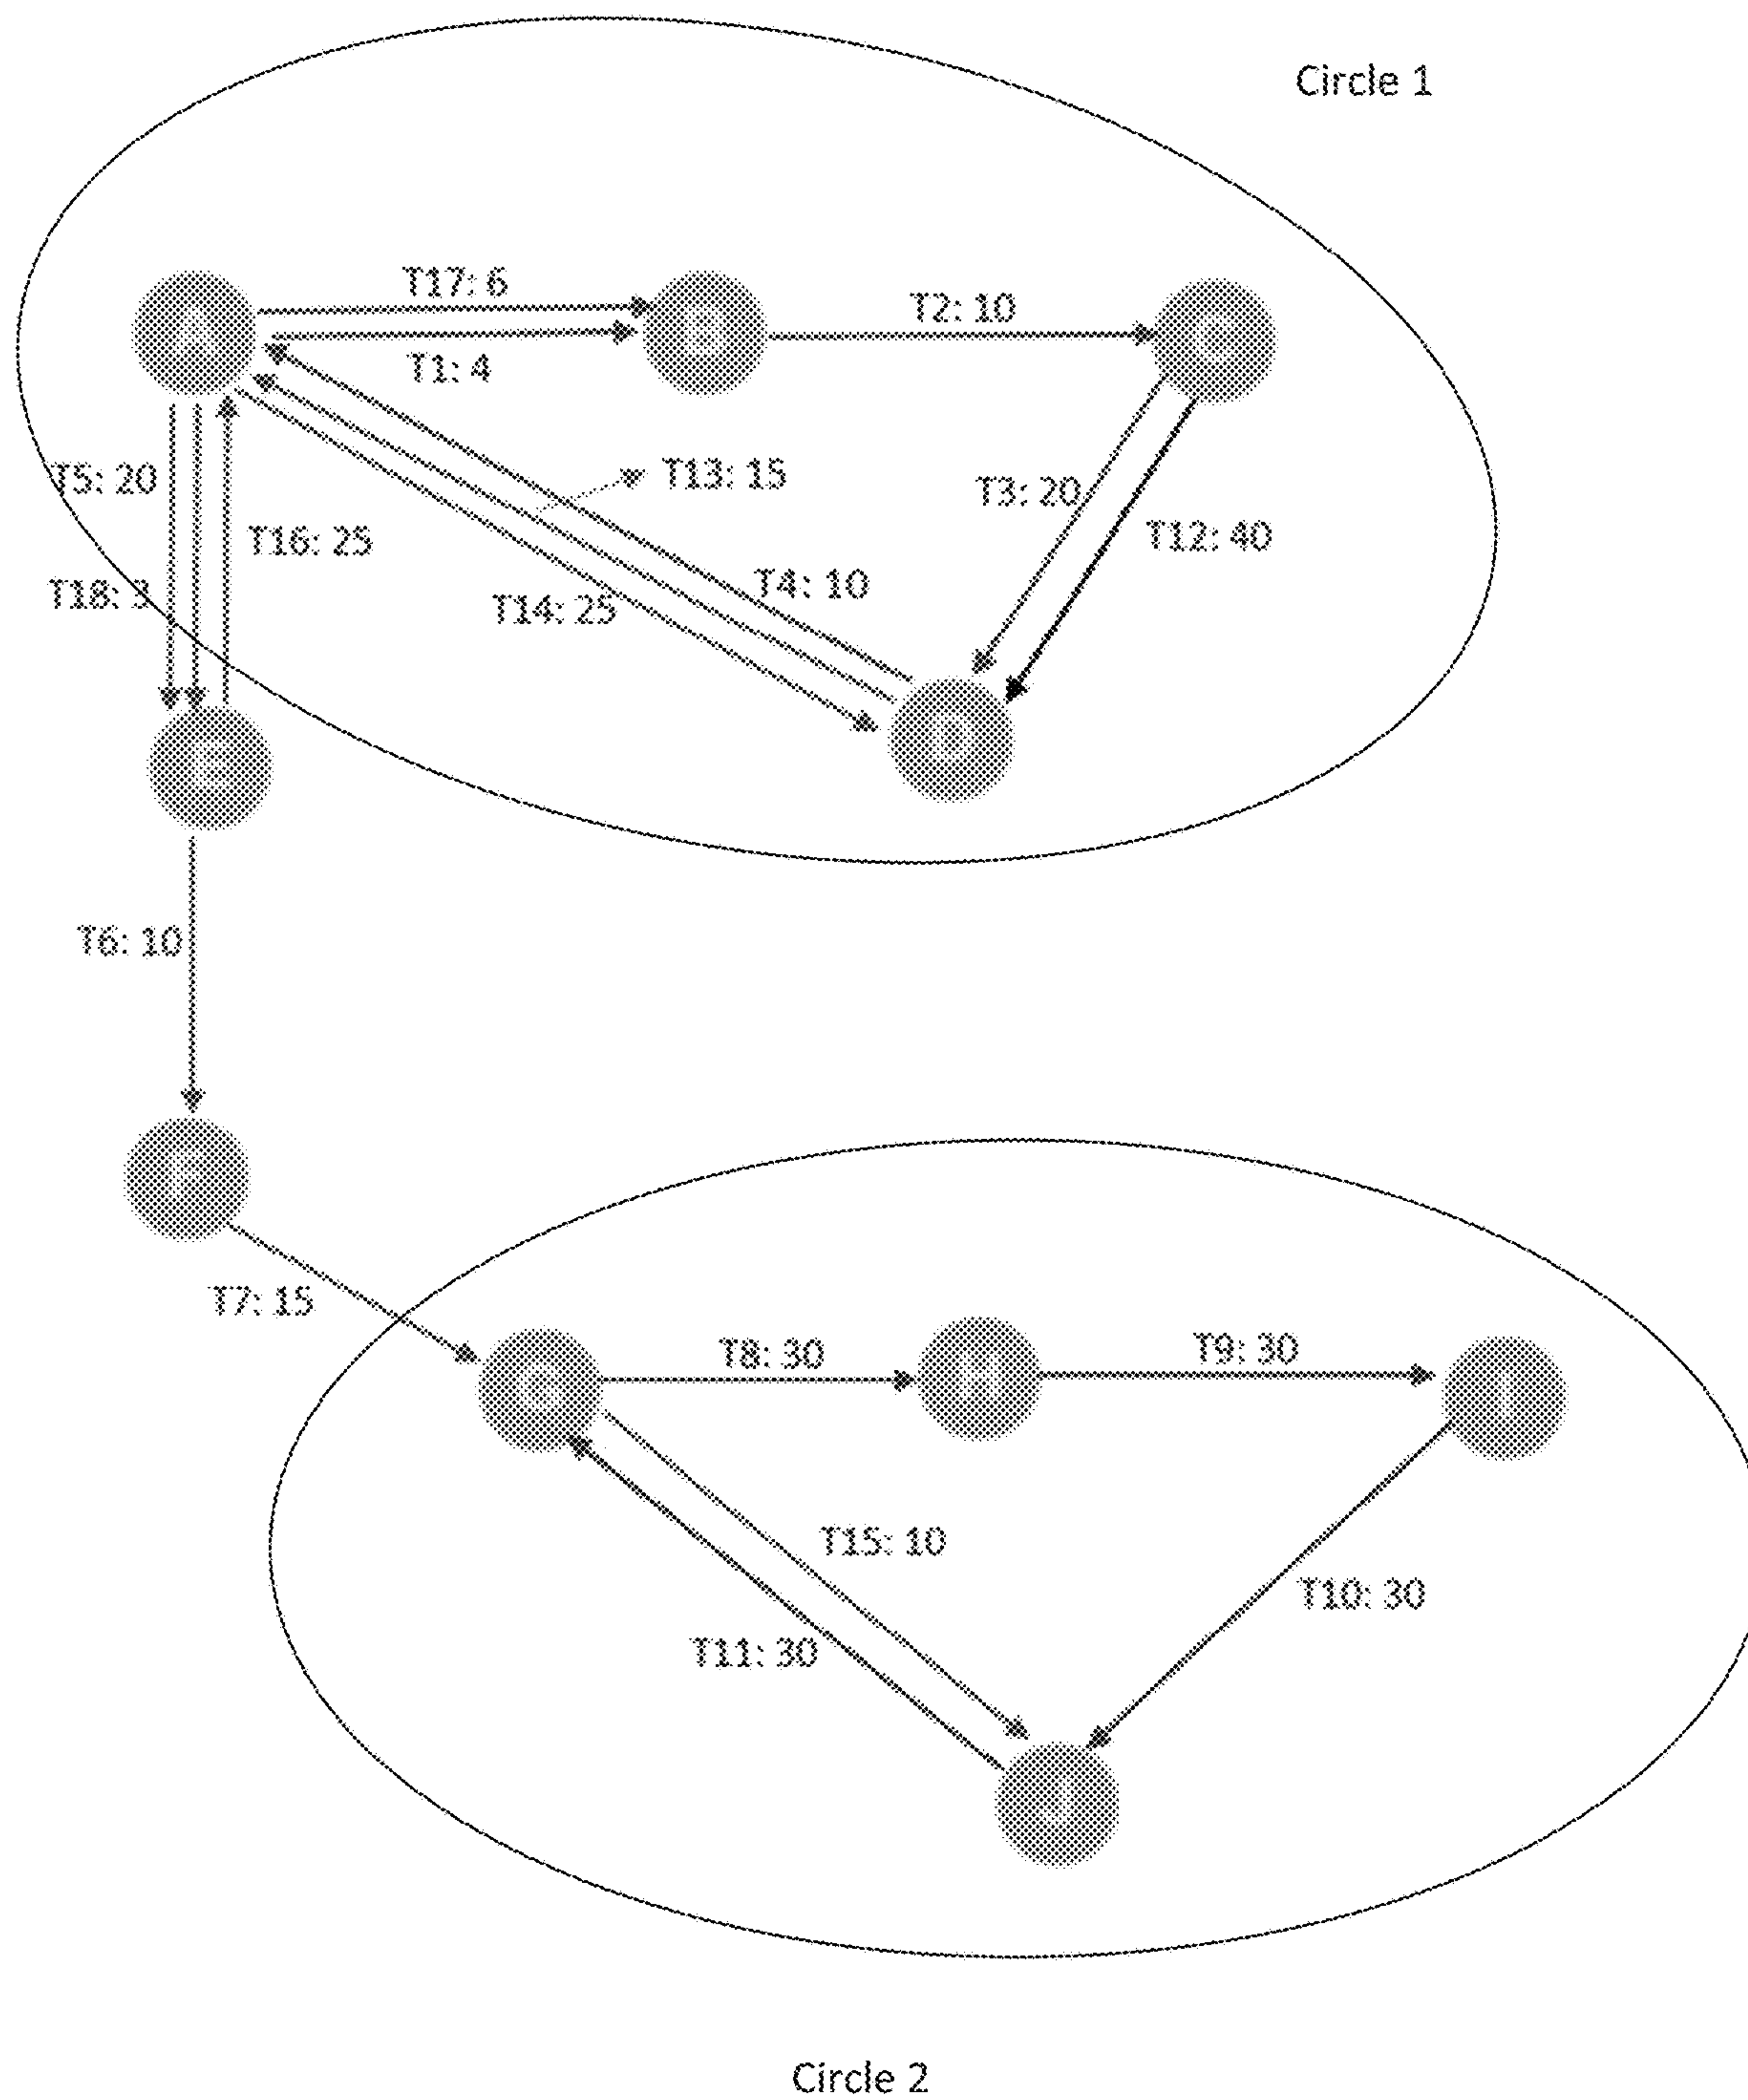 Circle 1
T17: 6
A
B
T2: 10
C
T1: 4
T5: 20
T13: 15
T3: 20
T16: 25
T12: 40
T18: 3
T4: 10
T14: 25
D
E
T6: 10
F
T7: 15
T8: 30
T9: 30
G
H
I
T15: 10
T10: 30
T11: 30
J
Circle 2